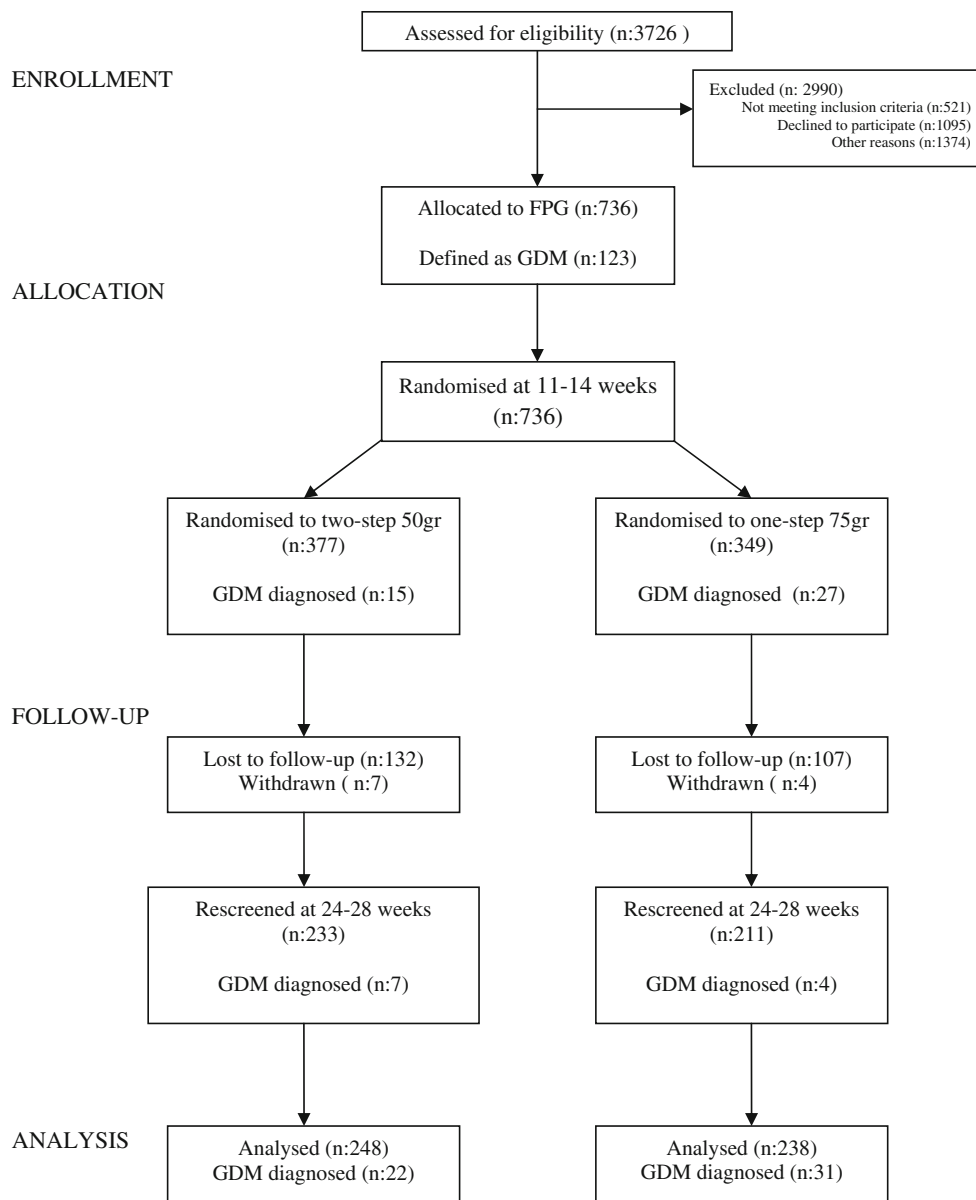 Assessed for eligibility (n:3726 )
ENROLLMENT
Excluded (n: 2990)
Not meeting inclusion criteria (n:521)
Declined to participate (n:1095)
Other reasons (n:1374)
Allocated to FPG (n:736)
Defined as GDM (n:123)
ALLOCATION
Randomised at 11-14 weeks
(n:736)
Randomised to two-step 50gr
(n:377)
GDM diagnosed (n:15)
Randomised to one-step 75gr
(n:349)
GDM diagnosed (n:27)
FOLLOW-UP
Lost to follow-up (n:132)
Withdrawn ( n:7)
Lost to follow-up (n:107)
Withdrawn ( n:4)
Rescreened at 24-28 weeks
(n:233)
GDM diagnosed (n:7)
Rescreened at 24-28 weeks
(n:211)
GDM diagnosed (n:4)
ANALYSIS
Analysed (n:248)
GDM diagnosed (n:22)
Analysed (n:238)
GDM diagnosed (n:31)